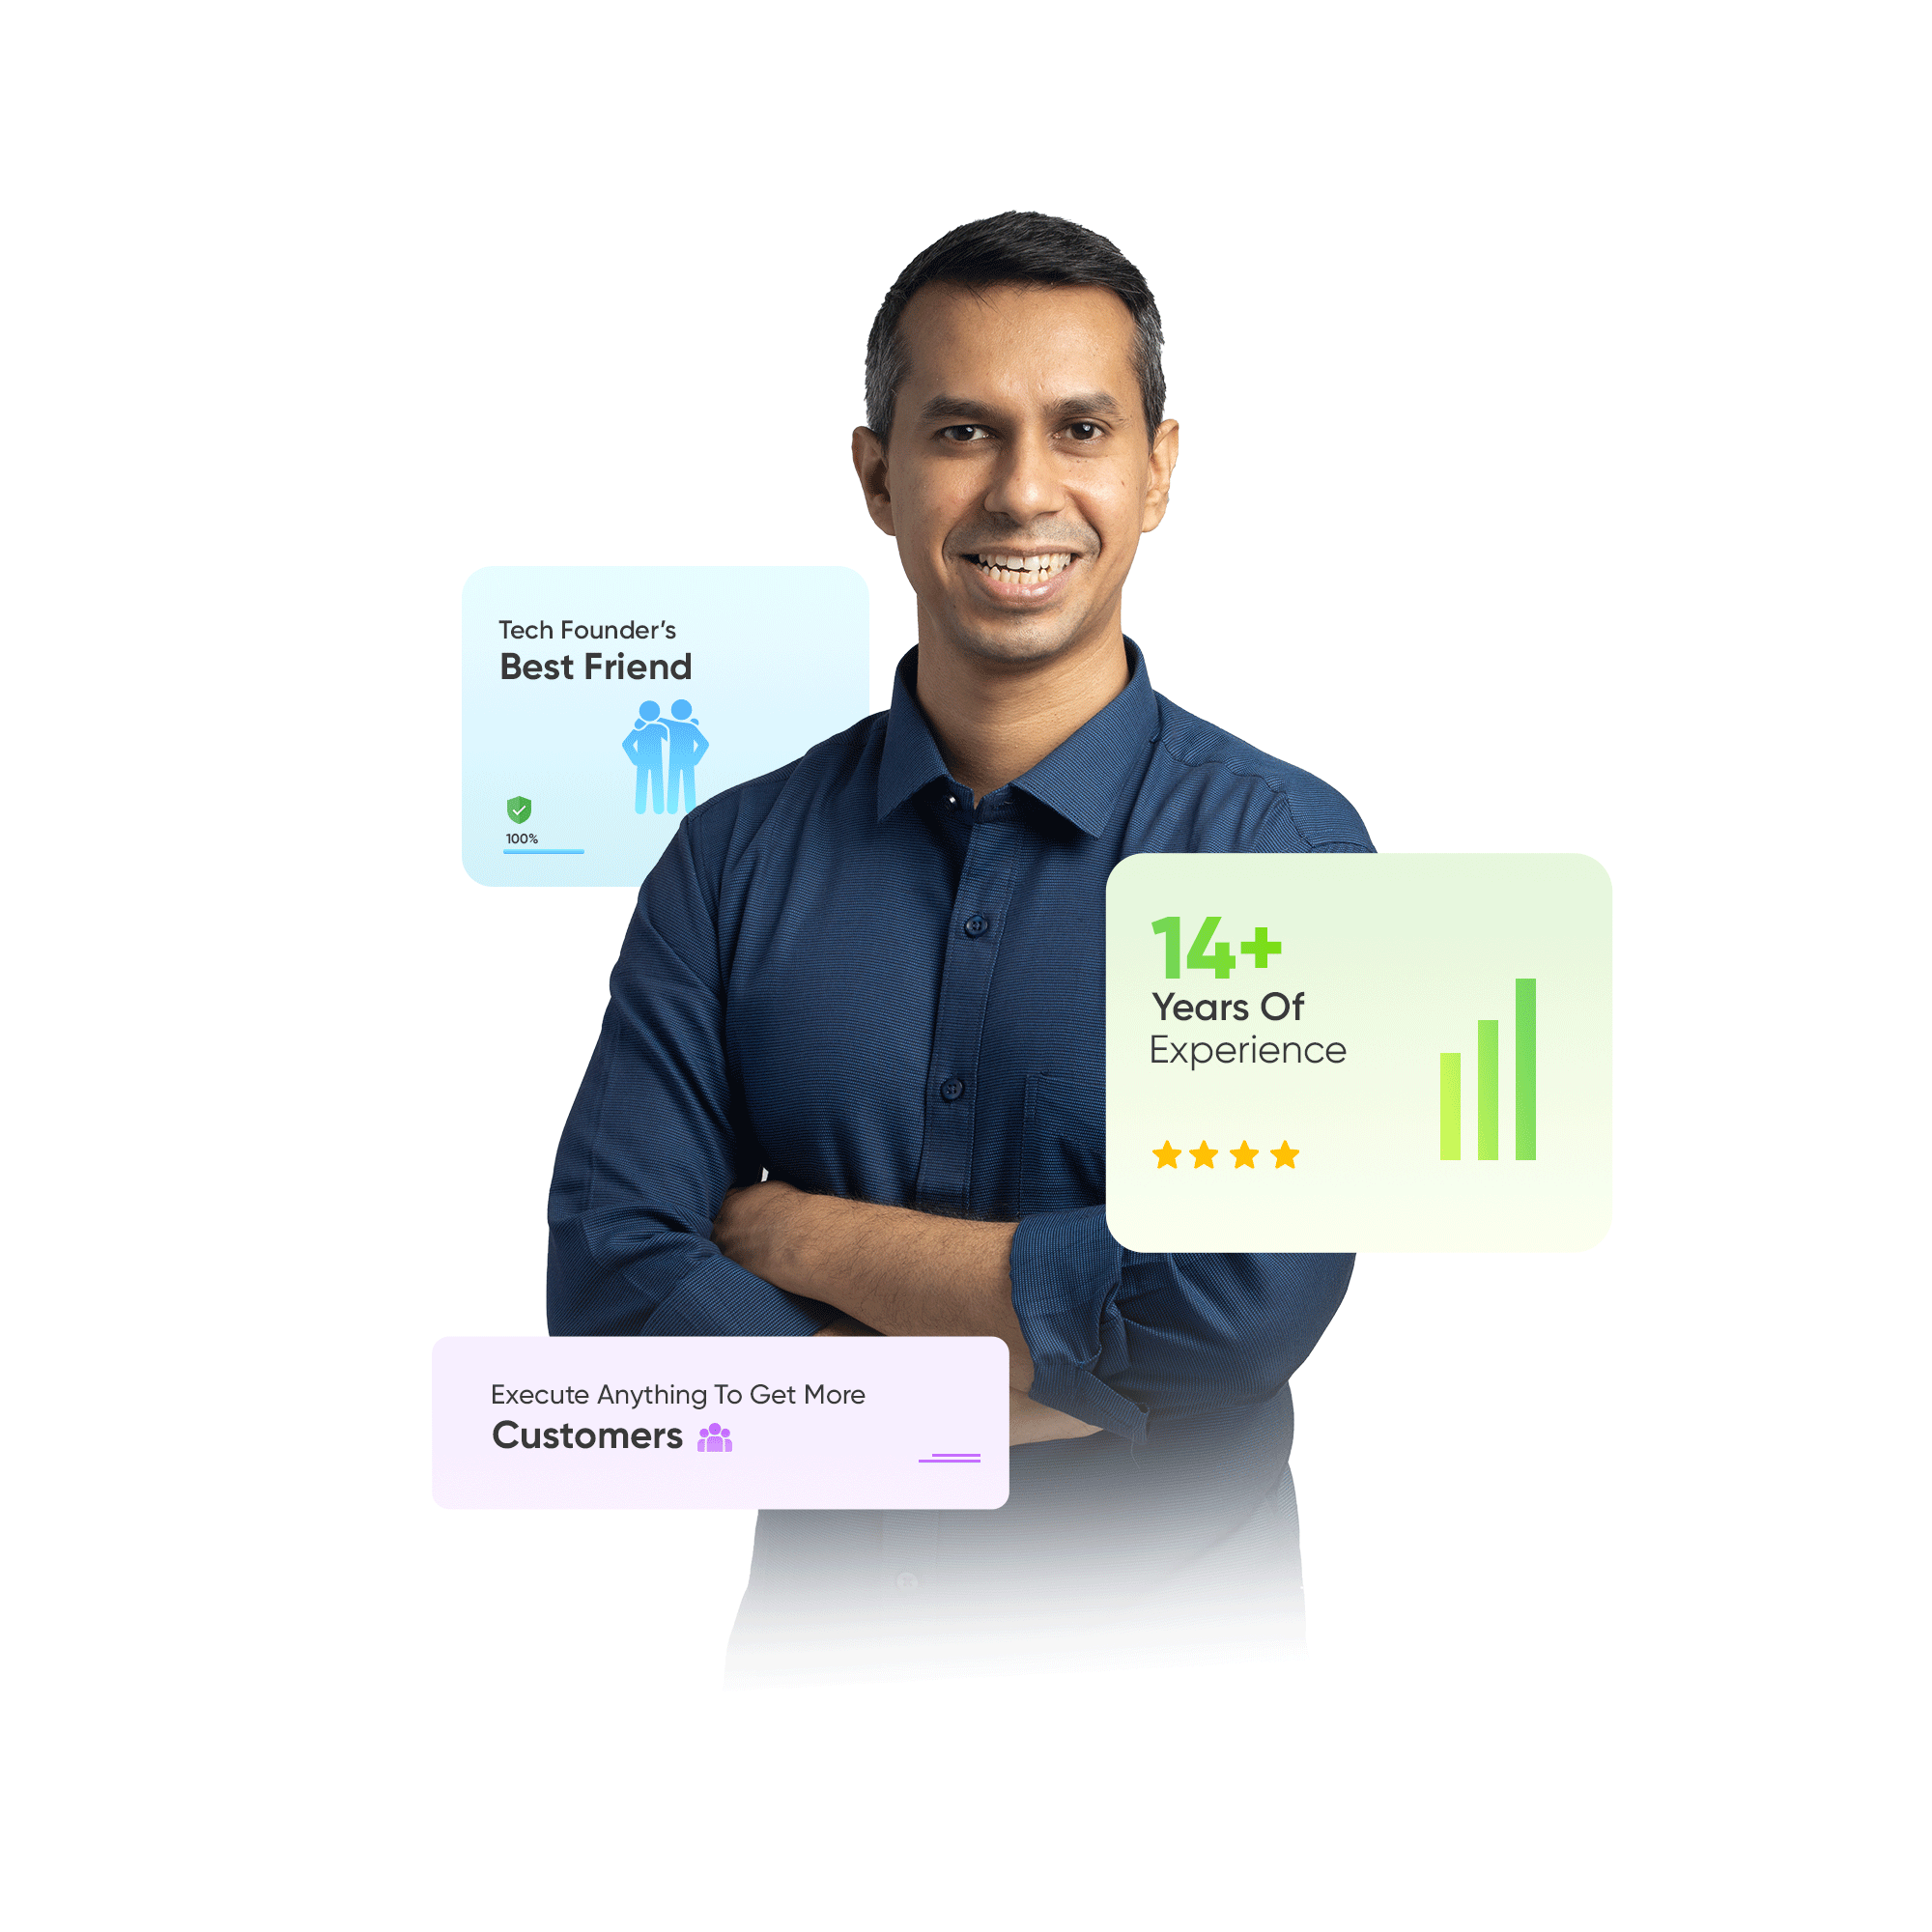 Tech Founder’s
Best Friend
100%
14+
Years Of
Experience
Execute Anything To Get More
Customers